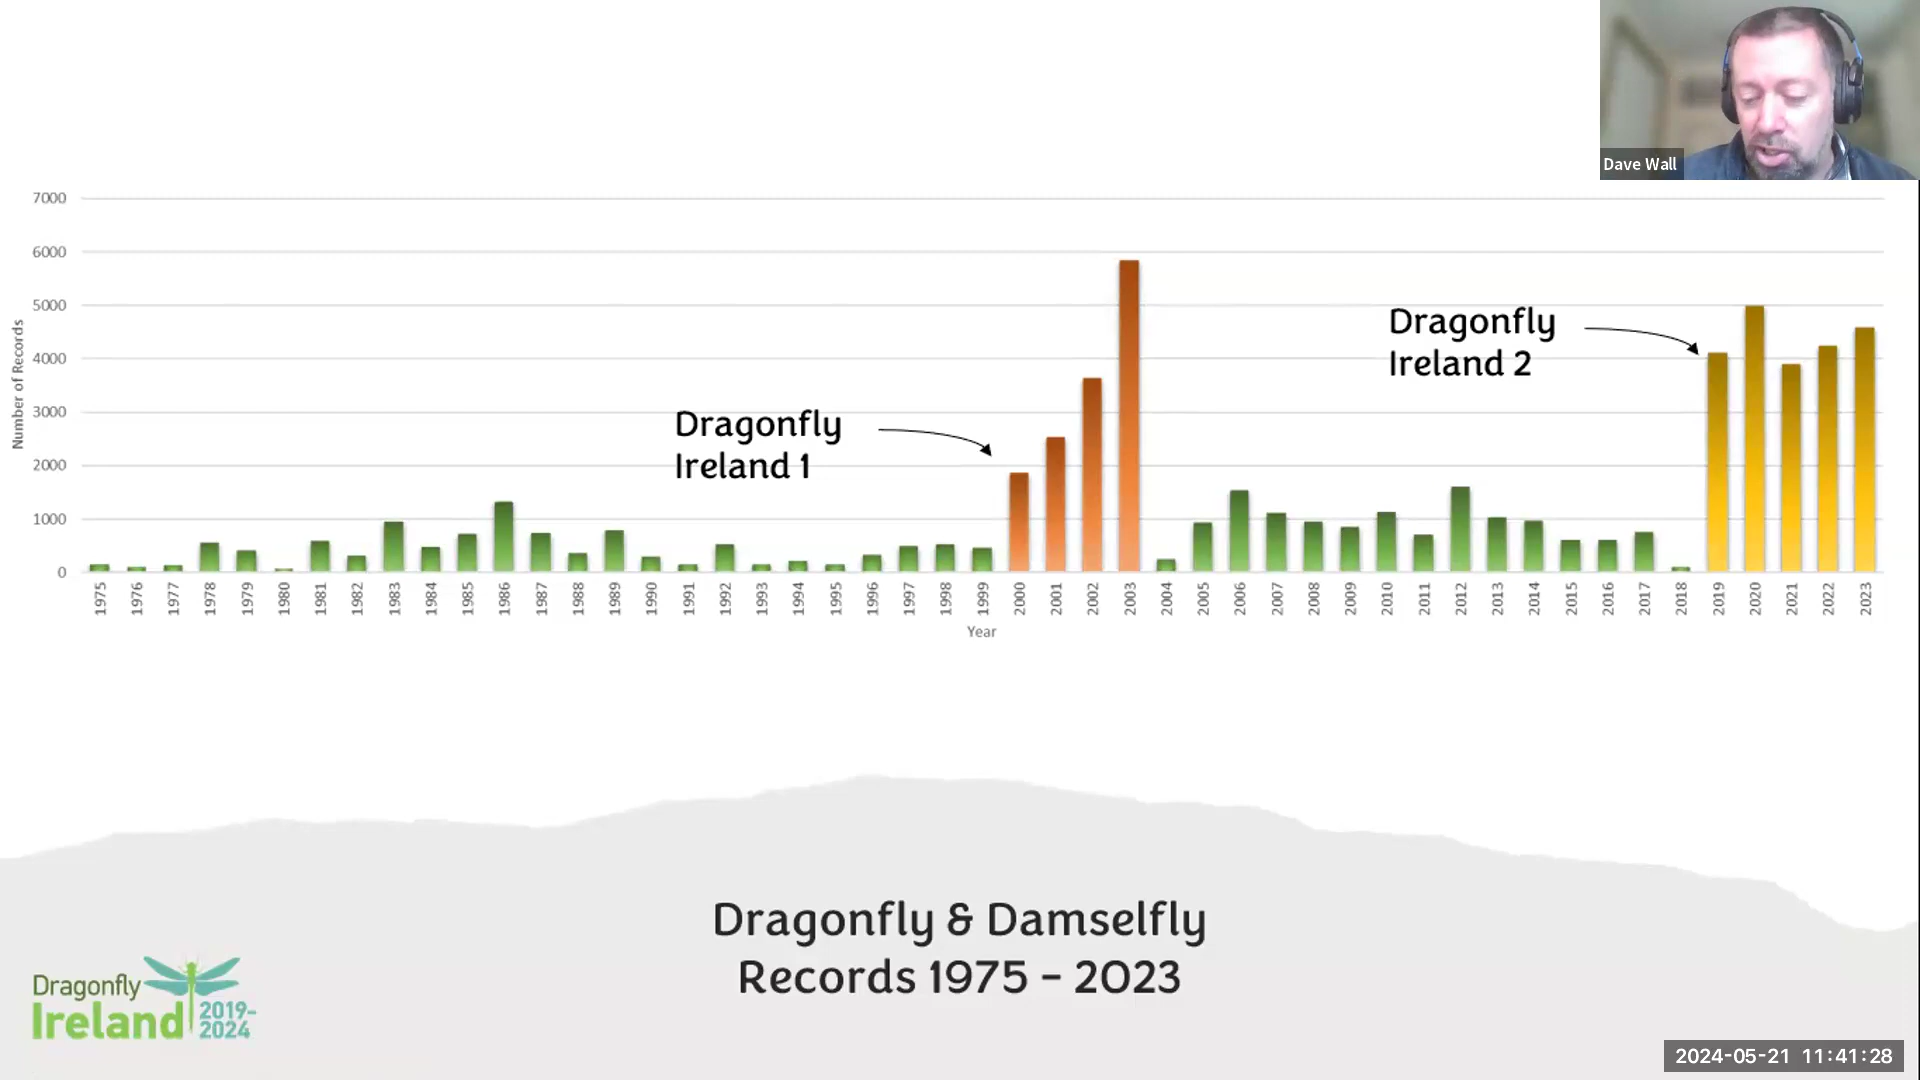 Dave Wall
7000
6000
5000
4000
3000
2000
1000
0
Number of Records
Dragonfly
Ireland 1
Dragonfly
Ireland 2
1975 1976 1977 1978 1979 1980 1981 1982 1983 1984 1985 1986 1987 1988 1989 1990 1991 1992 1993 1994 1995 1996 1997 1998 1999 2000 2001 2002 2003 2004 2005 2006 2007 2008 2009 2010 2011 2012 2013 2014 2015 2016 2017 2018 2019 2020 2021 2022 2023
Year
Dragonfly & Damselfly
Records 1975 – 2023
Dragonfly
Ireland 2019-
2024
2024-05-21 11:41:28